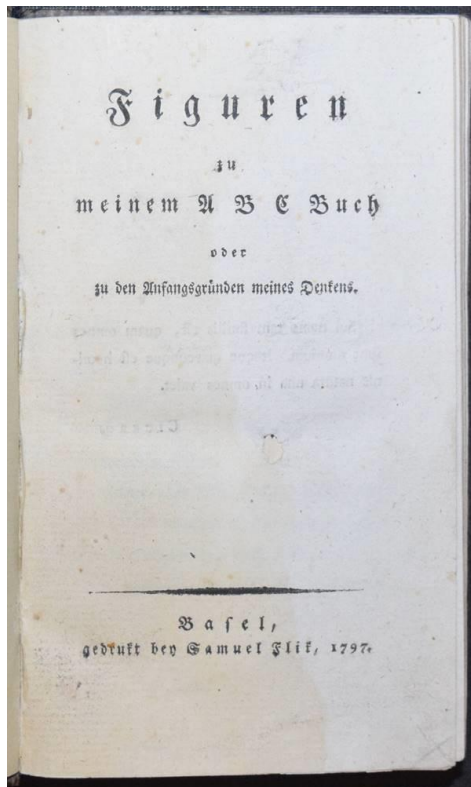 Figuren
zu
meinem A B C Buch
oder
zu den Anfangsgründen meines Denkens.
Basel,
gedrukt bey Samuel Flik, 1797.